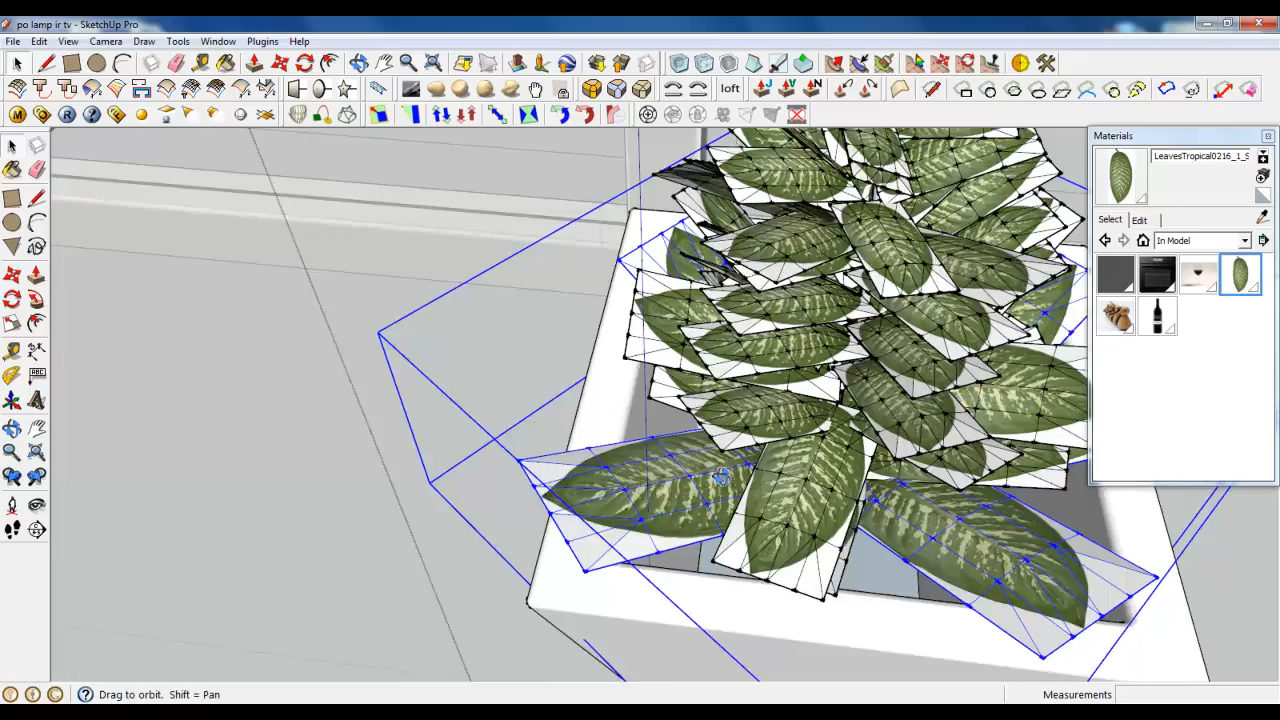 po lamp ir tv - SketchUp Pro
File Edit View Camera Draw Tools Window Plugins Help
loft
M Q R ?
Materials
LeavesTropical0216_1_S
Select Edit
In Model
ABC
Drag to orbit. Shift = Pan
Measurements